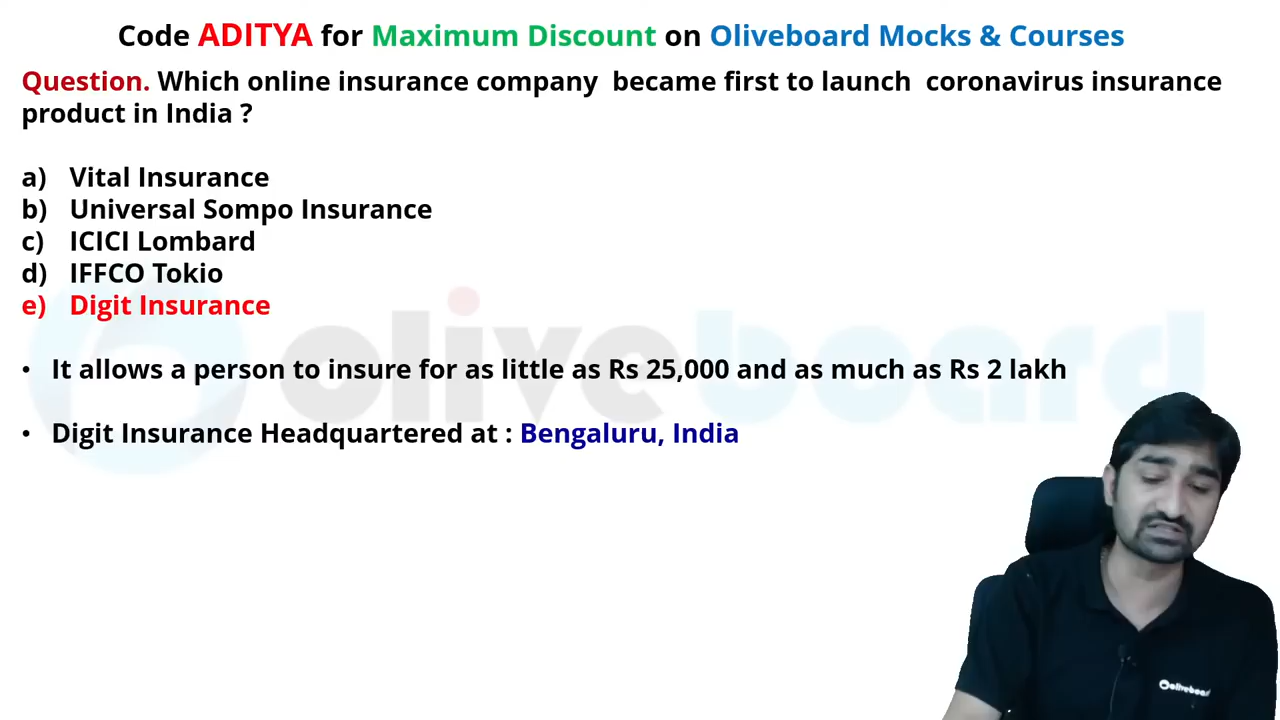 Code ADITYA for Maximum Discount on Oliveboard Mocks & Courses
Question. Which online insurance company became first to launch coronavirus insurance
product in India ?
a) Vital Insurance
b) Universal Sompo Insurance
c) ICICI Lombard
d) IFFCO Tokio
e) Digit Insurance
oliveboard
• It allows a person to insure for as little as Rs 25,000 and as much as Rs 2 lakh
• Digit Insurance Headquartered at : Bengaluru, India
oliveboard